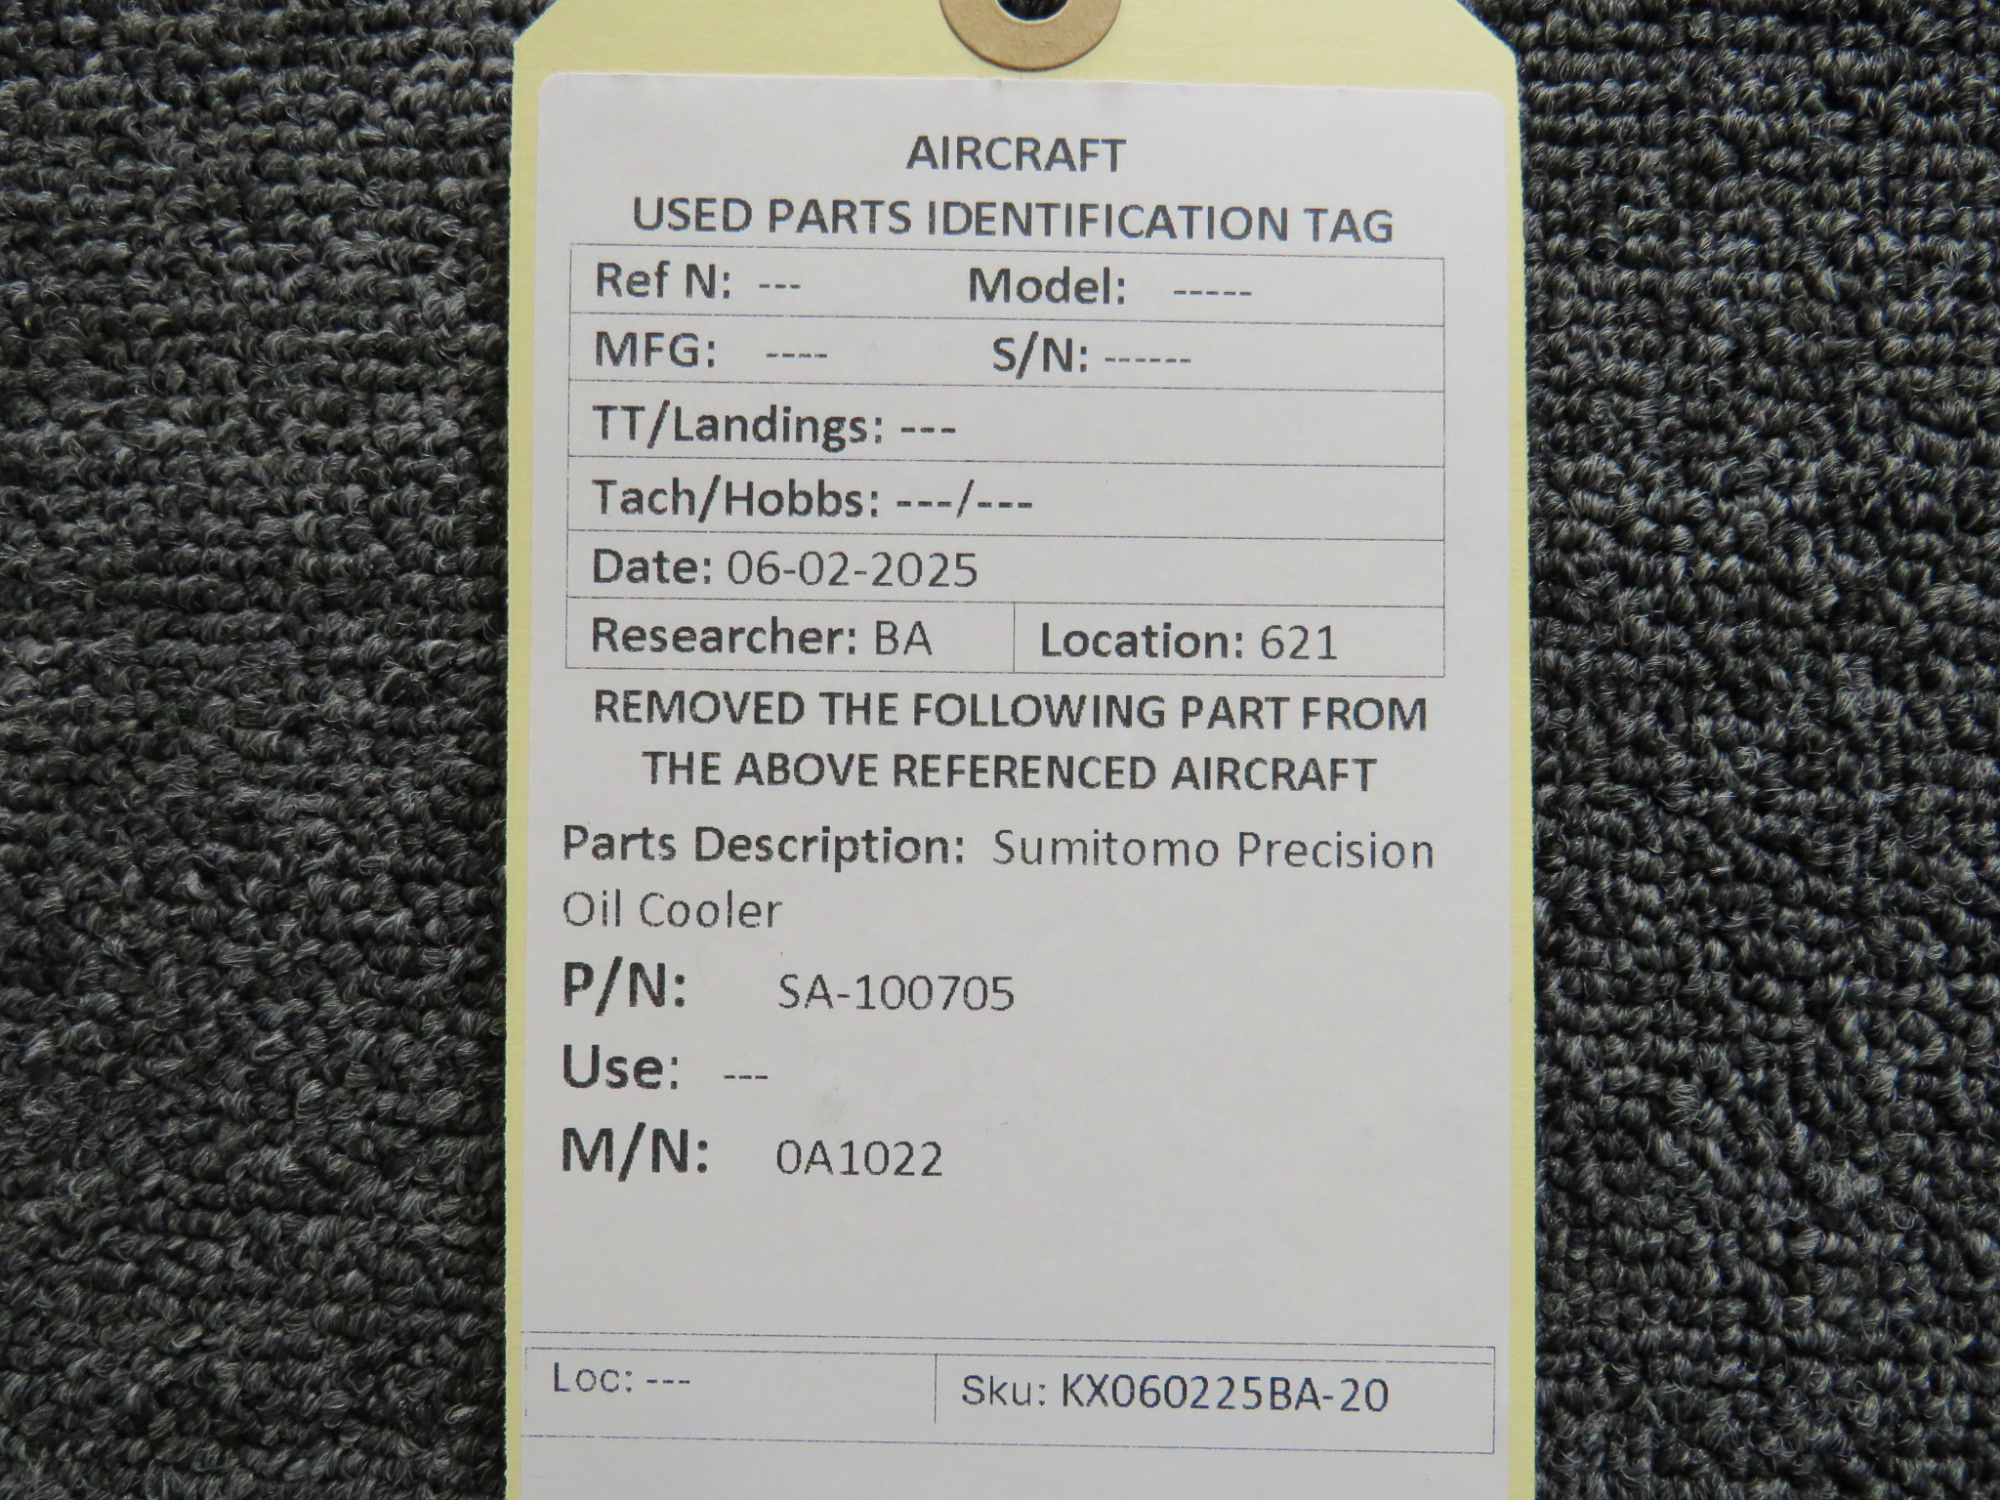 AIRCRAFT
USED PARTS IDENTIFICATION TAG
Ref N: --- Model: -----
MFG: ---- S/N: ------
TT/Landings: ---
Tach/Hobbs: ---/---
Date: 06-02-2025
Researcher: BA Location: 621
REMOVED THE FOLLOWING PART FROM
THE ABOVE REFERENCED AIRCRAFT
Parts Description: Sumitomo Precision
Oil Cooler
P/N: SA-100705
Use: ---
M/N: 0A1022
Loc: --- Sku: KX060225BA-20